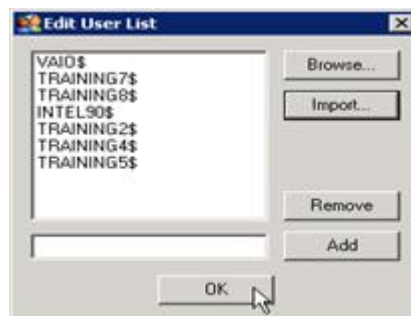 Edit User List
VAIO$
TRAINING7$
TRAINING8$
INTEL90$
TRAINING2$
TRAINING4$
TRAINING5$
Browse...
Import...
Remove
Add
OK